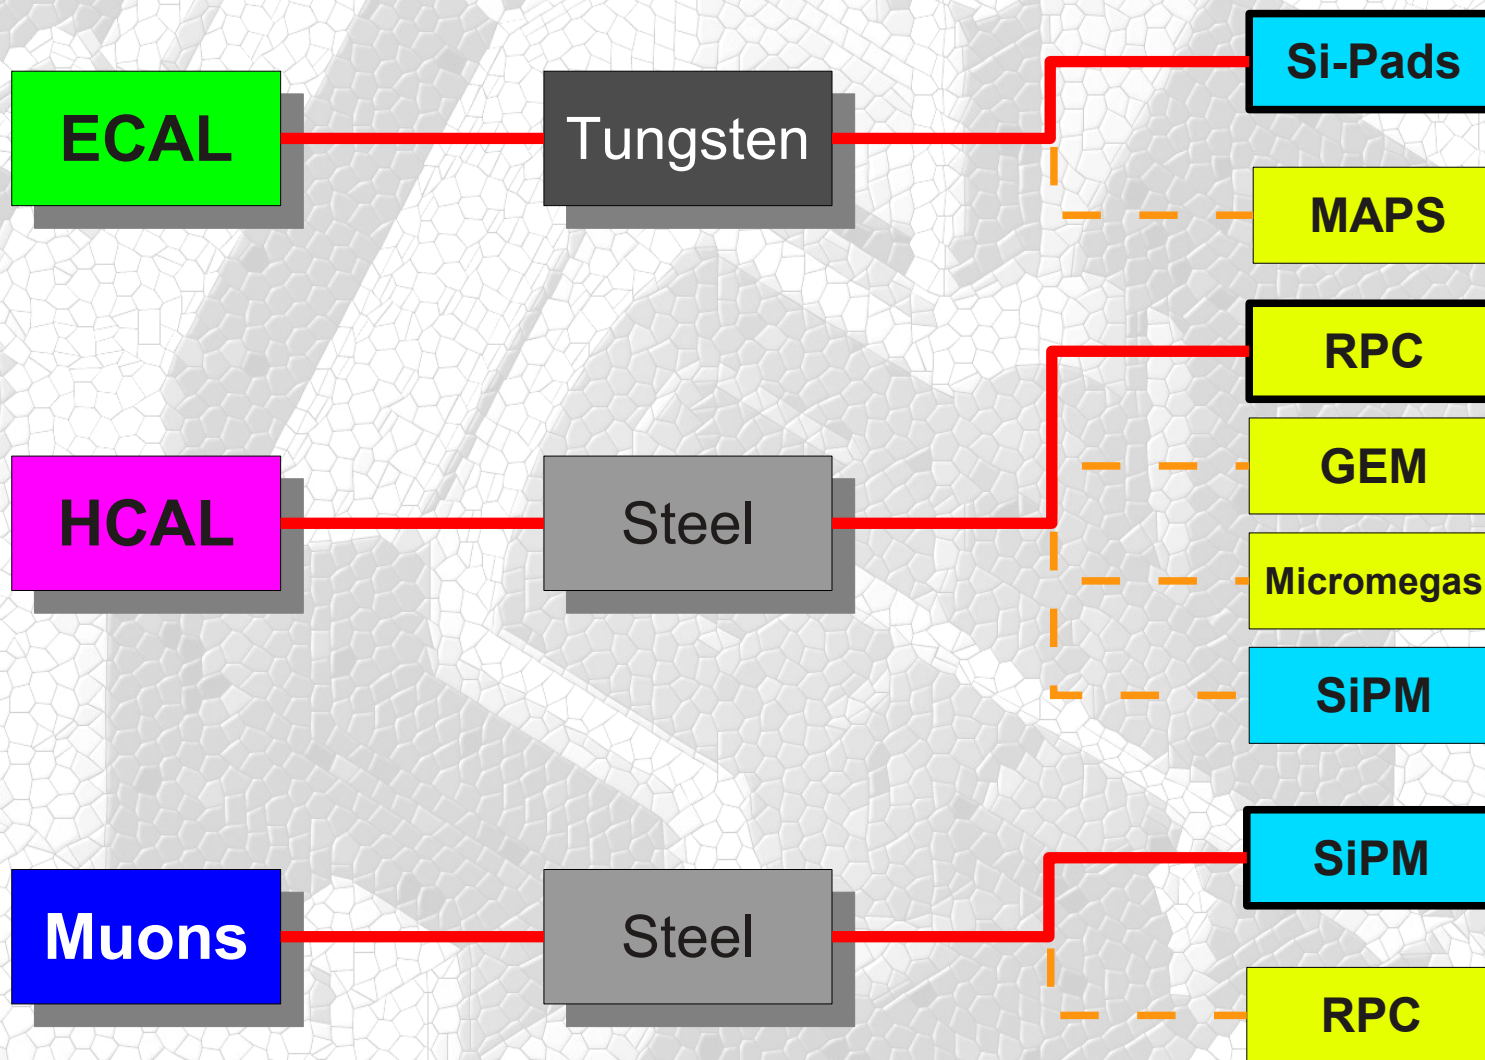 ECAL
Tungsten
Si-Pads
MAPS
HCAL
Steel
RPC
GEM
Micromegas
SiPM
Muons
Steel
SiPM
RPC